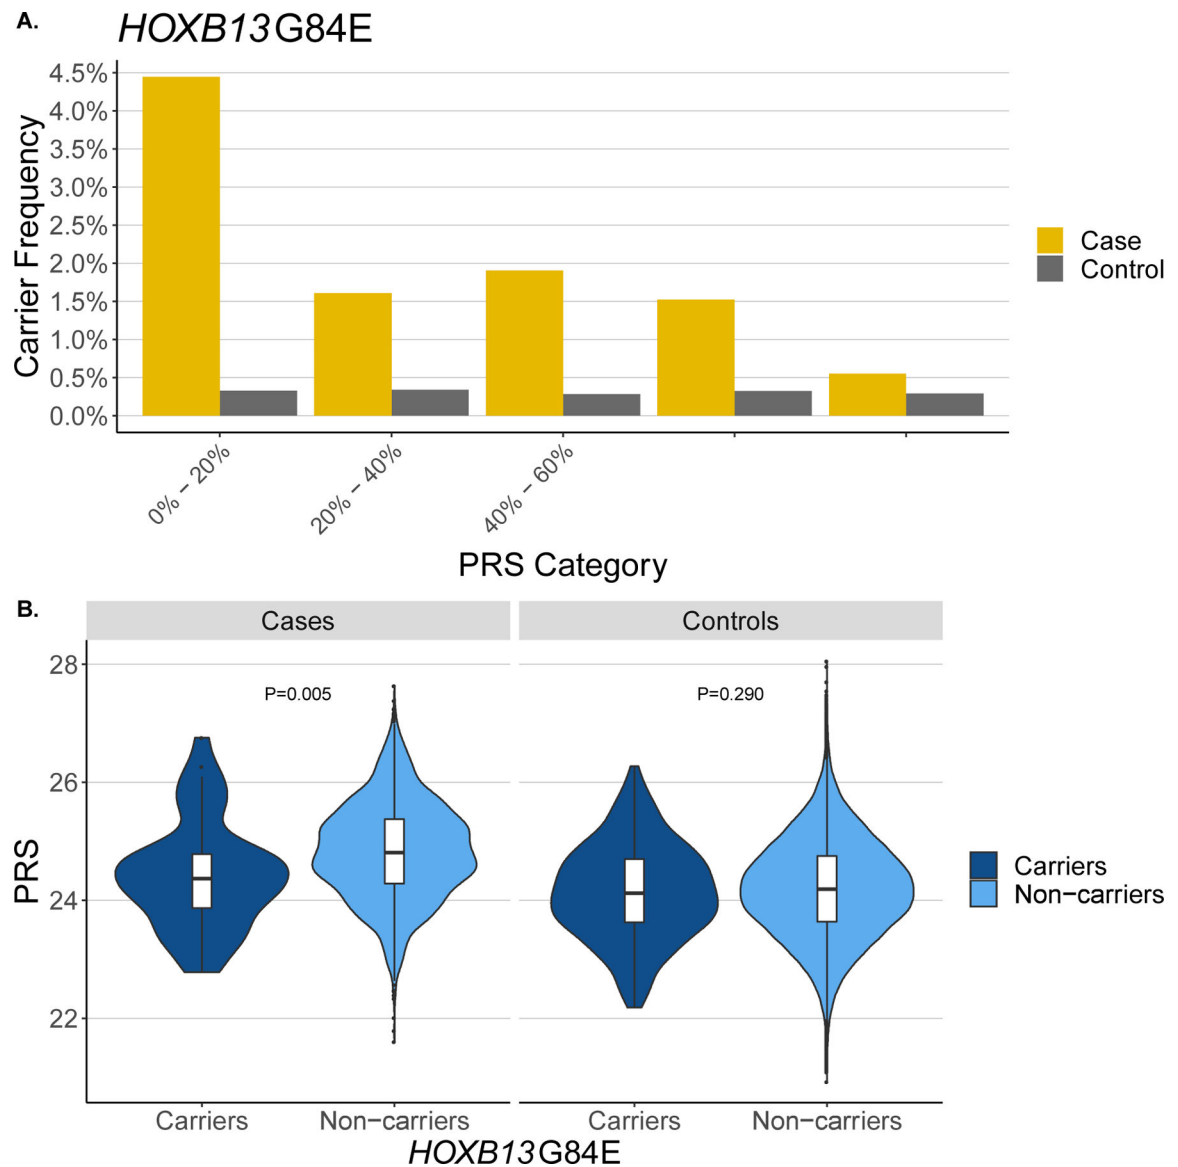 A.
HOXB13 G84E
Carrier Frequency
4.5%
4.0%
3.5%
3.0%
2.5%
2.0%
1.5%
1.0%
0.5%
0.0%
0% − 20%
20% − 40%
40% − 60%
PRS Category
Case
Control
B.
Cases
Controls
PRS
28
26
24
22
P=0.005
P=0.290
Carriers
Non−carriers
Carriers
Non−carriers
HOXB13 G84E
Carriers
Non−carriers